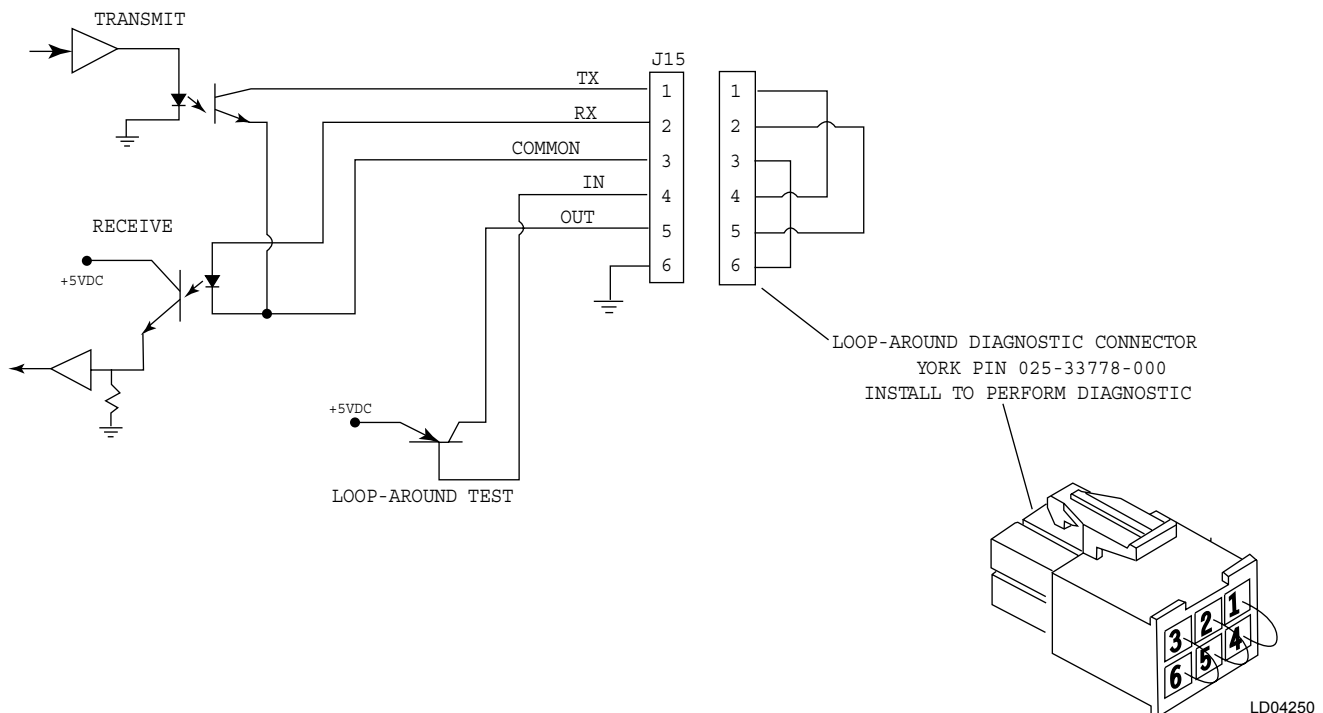 TRANSMIT
J15
TX
1
1
RX
2
2
COMMON
3
3
IN
4
4
OUT
5
5
6
6
RECEIVE
+5VDC
LOOP-AROUND DIAGNOSTIC CONNECTOR
YORK PIN 025-33778-000
INSTALL TO PERFORM DIAGNOSTIC
+5VDC
LOOP-AROUND TEST
3 2 1
6 5 4
LD04250